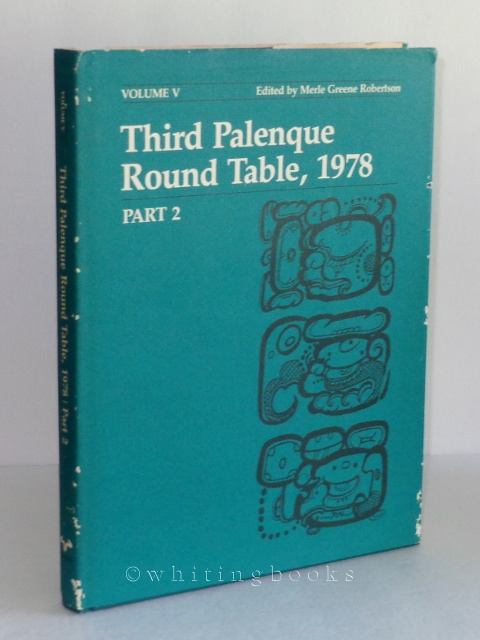 VOLUME V
Edited by Merle Greene Robertson
Third Palenque
Round Table, 1978
PART 2
VOLUME V
Third Palenque Round Table, 1978 / Part 2
©whitingbooks